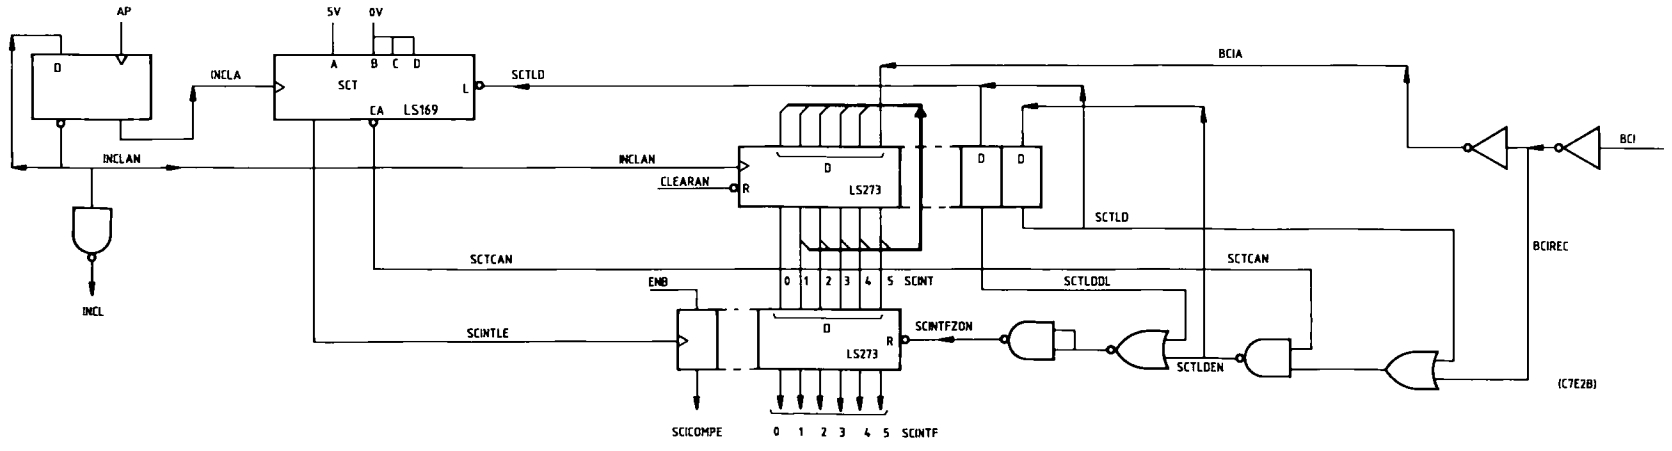 AP
5V 0V
D
A B C D
BCIA
INCLA
SCT
SCTLD
L
CA LS169
BCI
INCLAN
INCLAN
D
D D
CLEARAN
R
LS273
SCTLD
BCIREC
SCTCAN
SCTCAN
ENB
0 1 2 3 4 5 SCINT
SCTLDDL
INCL
D
SCINTFZON
SCINTLE
R
LS273
SCTLDEN
(C7E2B)
SCICOMPE
0 1 2 3 4 5 SCINTF